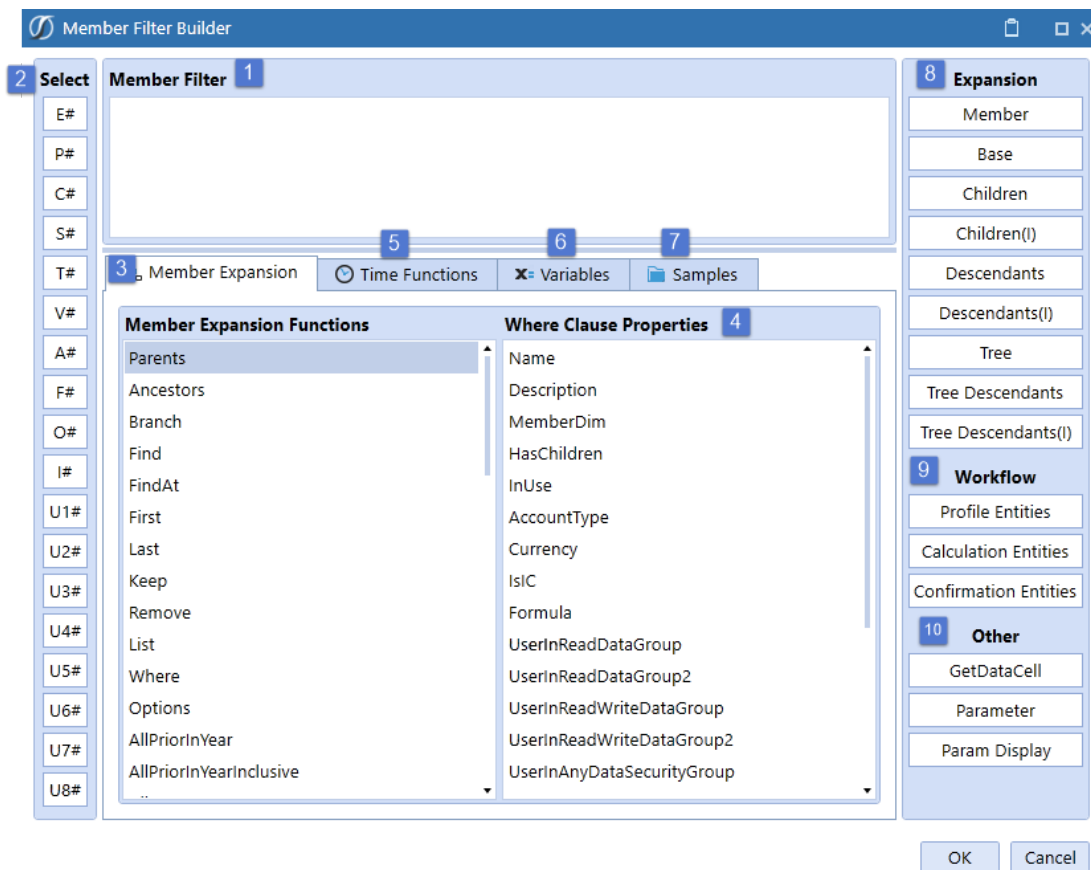 Member Filter Builder
2 Select
E#
P#
C#
S#
T#
V#
A#
F#
O#
I#
U1#
U2#
U3#
U4#
U5#
U6#
U7#
U8#
Member Filter 1
3 Member Expansion
5
Time Functions
6
X= Variables
7
Samples
Member Expansion Functions
Parents
Ancestors
Branch
Find
FindAt
First
Last
Keep
Remove
List
Where
Options
AllPriorInYear
AllPriorInYearInclusive
Where Clause Properties 4
Name
Description
MemberDim
HasChildren
InUse
AccountType
Currency
IsIC
Formula
UserInReadDataGroup
UserInReadDataGroup2
UserInReadWriteDataGroup
UserInReadWriteDataGroup2
UserInAnyDataSecurityGroup
8 Expansion
Member
Base
Children
Children(I)
Descendants
Descendants(I)
Tree
Tree Descendants
Tree Descendants(I)
9 Workflow
Profile Entities
Calculation Entities
Confirmation Entities
10 Other
GetDataCell
Parameter
Param Display
OK
Cancel